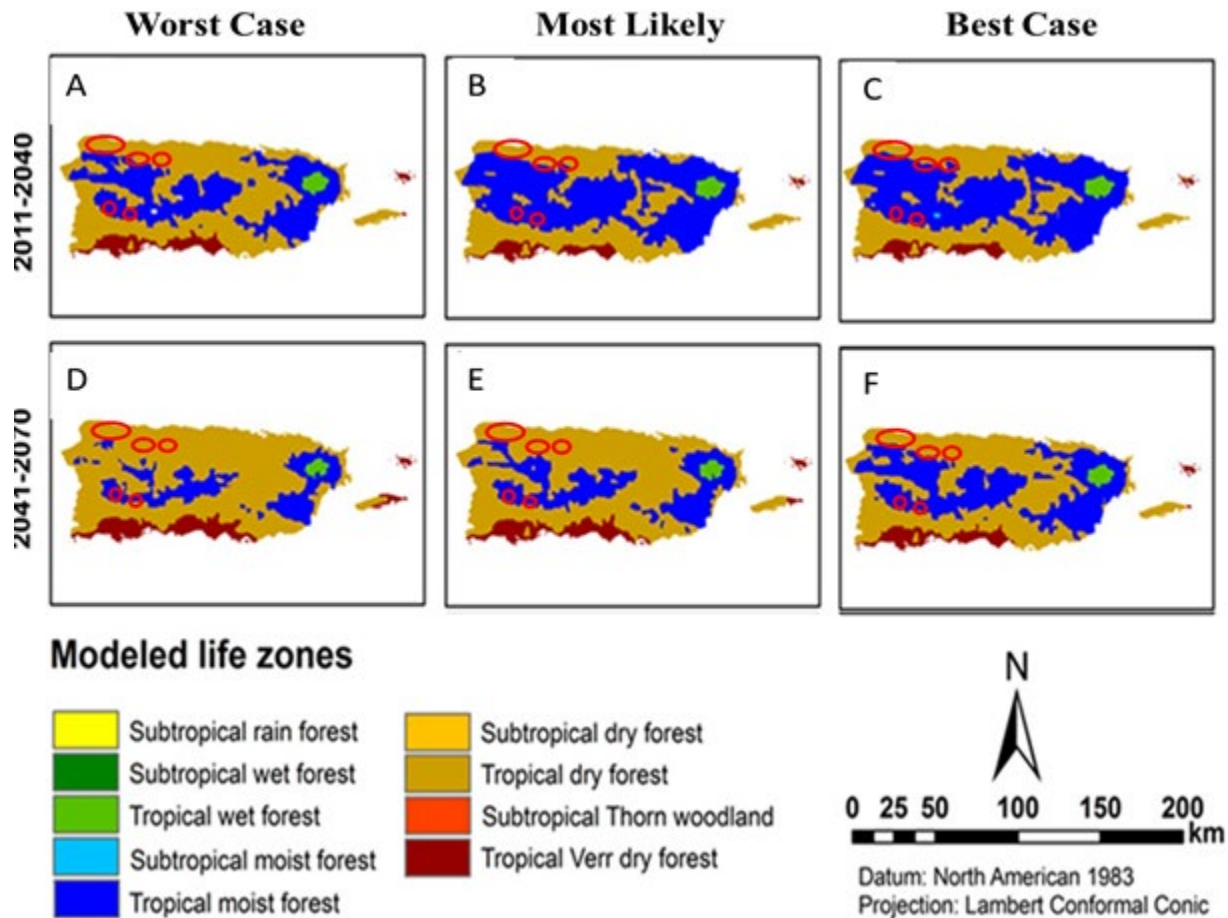 Worst Case
Most Likely
Best Case
2011-2040
A
B
C
2041-2070
D
E
F
Modeled life zones
Subtropical rain forest
Subtropical wet forest
Tropical wet forest
Subtropical moist forest
Tropical moist forest
Subtropical dry forest
Tropical dry forest
Subtropical Thorn woodland
Tropical Verr dry forest
N
0 25 50 100 150 200
km
Datum: North American 1983
Projection: Lambert Conformal Conic